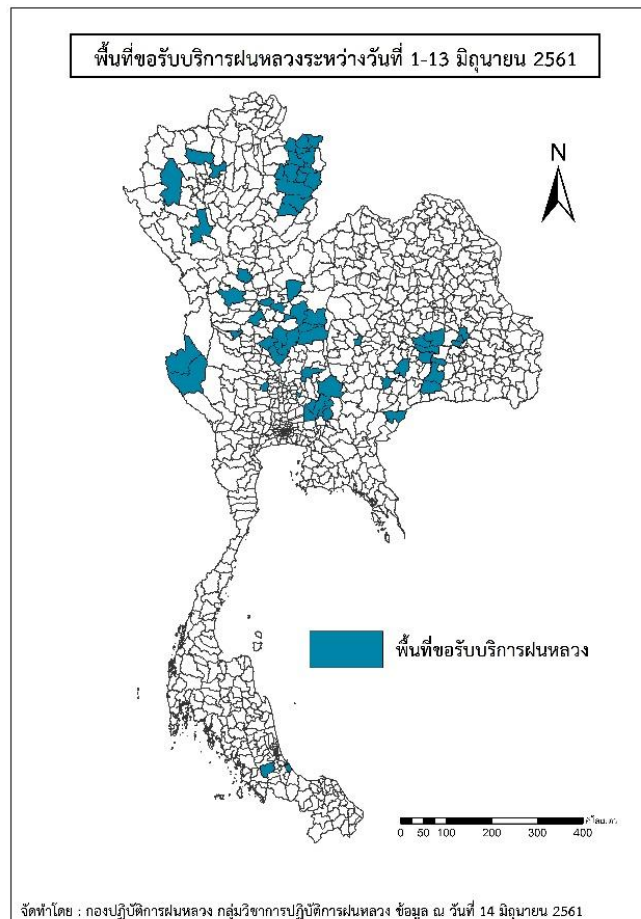 พื้นที่ขอรับบริการฝนหลวงระหว่างวันที่ 1-13 มิถุนายน 2561
N
พื้นที่ขอรับบริการฝนหลวง
0 25 50 100 200 300 400
จัดทำโดย : กองปฏิบัติการฝนหลวง กลุ่มวิชาการปฏิบัติการฝนหลวง ข้อมูล ณ วันที่ 14 มิถุนายน 2561